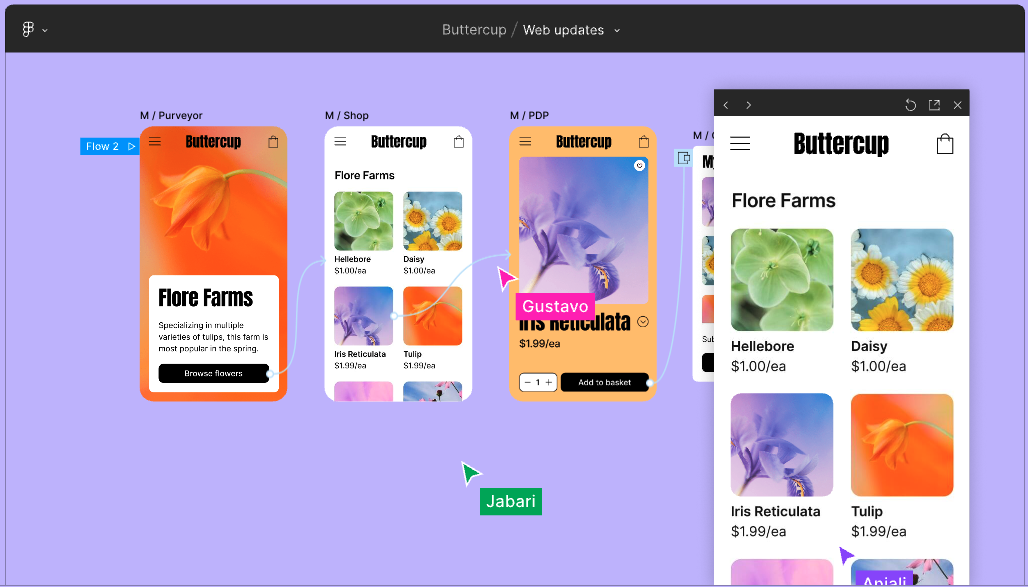 Buttercup / Web updates
Flow 2
M / Purveyor
Buttercup
Flore Farms
Specializing in multiple
varieties of tulips, this farm is
most popular in the spring.
Browse flowers
M / Shop
Buttercup
Flore Farms
Hellebore
$1.00/ea
Daisy
$1.00/ea
Iris Reticulata
$1.99/ea
Tulip
$1.99/ea
M / PDP
Buttercup
Iris Reticulata
$1.99/ea
− 1 +
Add to basket
Gustavo
Jabari
M /
Buttercup
Flore Farms
Hellebore
$1.00/ea
Daisy
$1.00/ea
Iris Reticulata
$1.99/ea
Tulip
$1.99/ea
Anjali